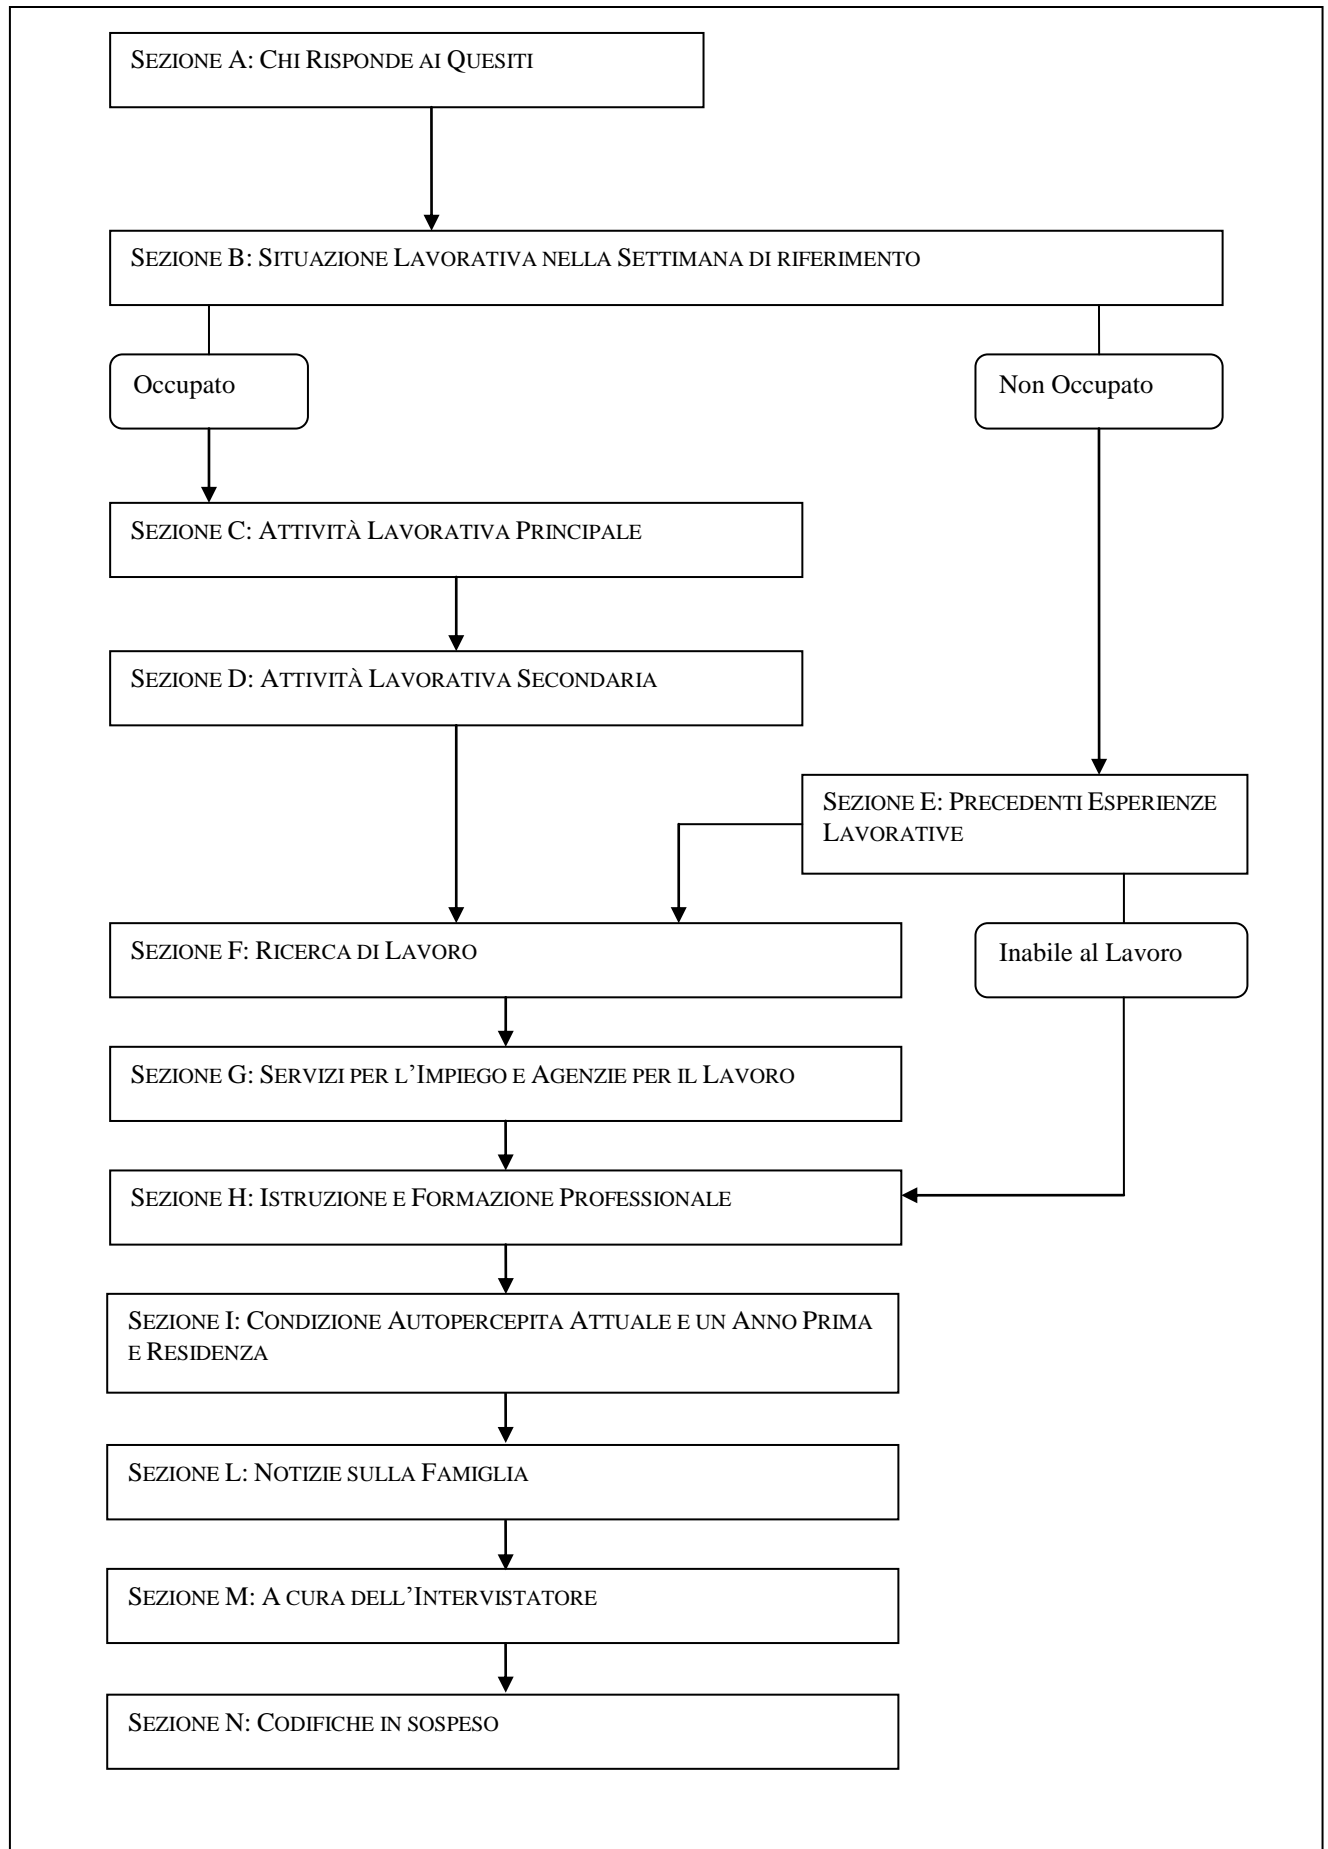 SEZIONE A: CHI RISPONDE AI QUESITI
SEZIONE B: SITUAZIONE LAVORATIVA NELLA SETTIMANA DI RIFERIMENTO
Occupato
Non Occupato
SEZIONE C: ATTIVITÀ LAVORATIVA PRINCIPALE
SEZIONE D: ATTIVITÀ LAVORATIVA SECONDARIA
SEZIONE E: PRECEDENTI ESPERIENZE
LAVORATIVE
SEZIONE F: RICERCA DI LAVORO
Inabile al Lavoro
SEZIONE G: SERVIZI PER L’IMPIEGO E AGENZIE PER IL LAVORO
SEZIONE H: ISTRUZIONE E FORMAZIONE PROFESSIONALE
SEZIONE I: CONDIZIONE AUTOPERCEPITA ATTUALE E UN ANNO PRIMA
E RESIDENZA
SEZIONE L: NOTIZIE SULLA FAMIGLIA
SEZIONE M: A CURA DELL’INTERVISTATORE
SEZIONE N: CODIFICHE IN SOSPESO